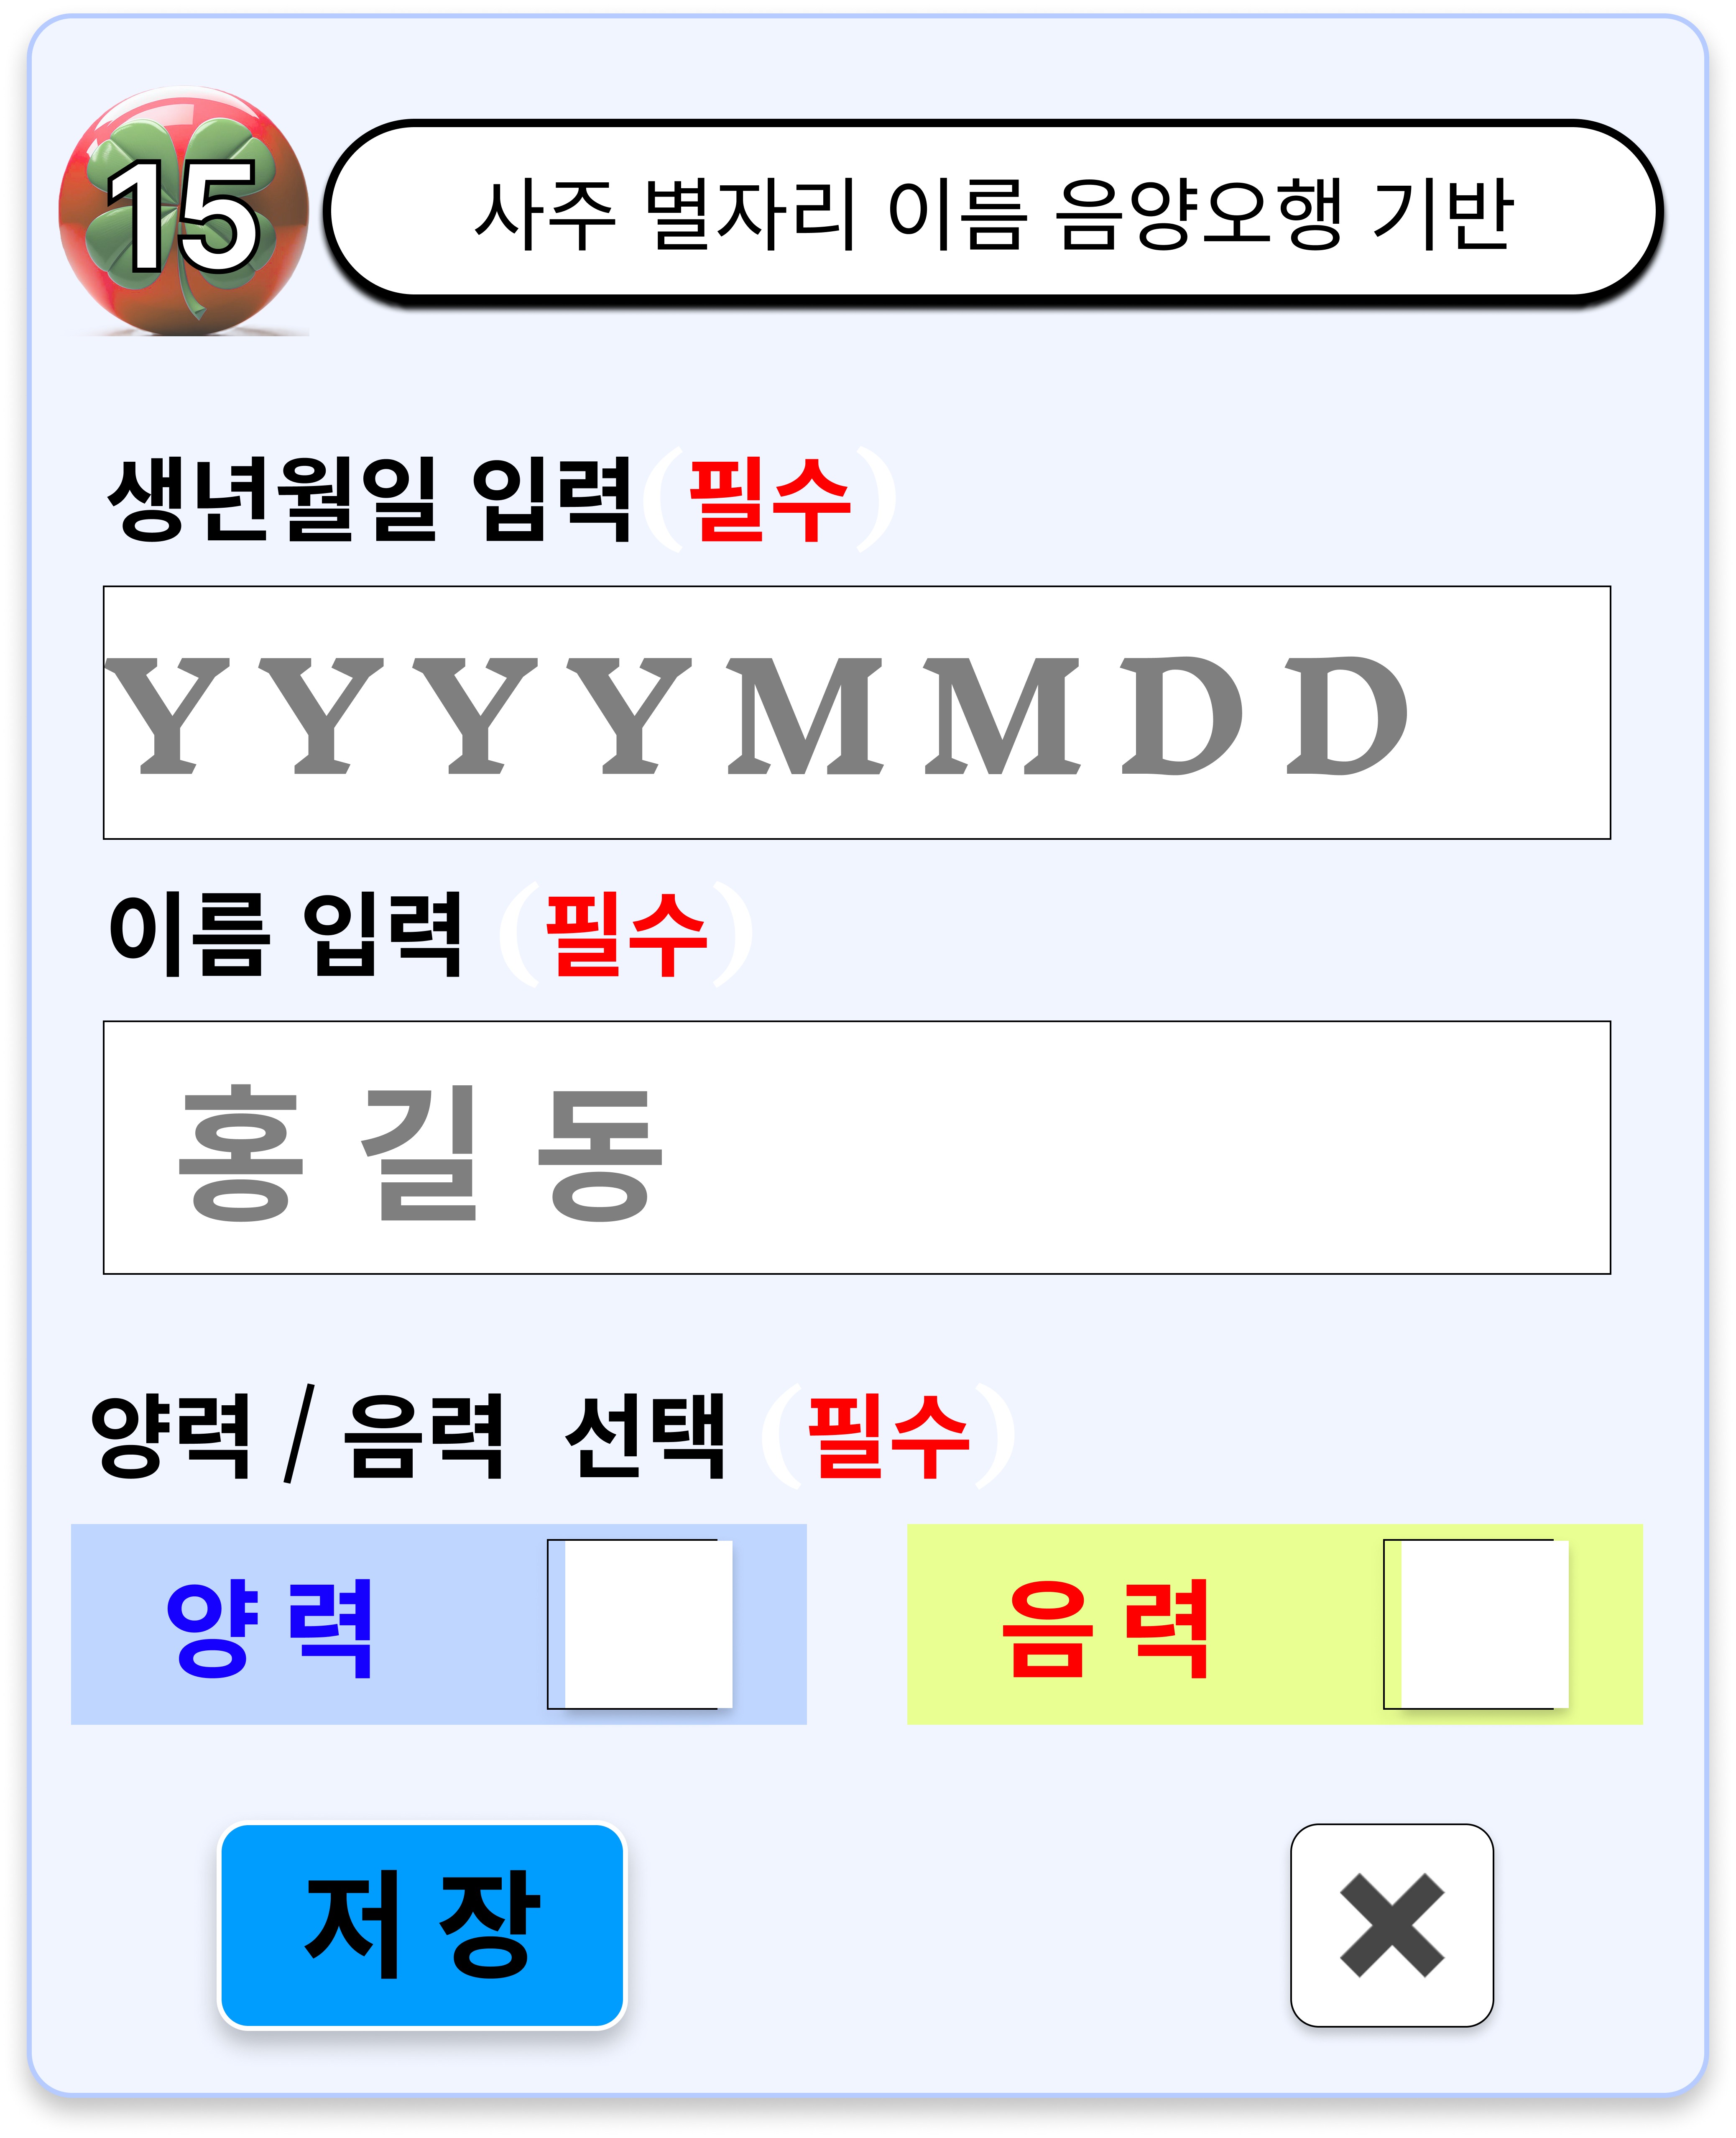 15
사주 별자리 이름 음양오행 기반
생년월일 입력(필수)
YYYYMMDD
이름 입력 (필수)
홍길동
양력 / 음력 선택 (필수)
양력
음력
저장